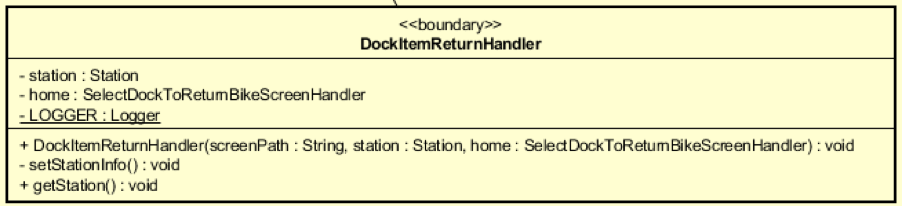 <<boundary>>
DockItemReturnHandler
- station : Station
- home : SelectDockToReturnBikeScreenHandler
- LOGGER : Logger
+ DockItemReturnHandler(screenPath : String, station : Station, home : SelectDockToReturnBikeScreenHandler) : void
- setStationInfo() : void
+ getStation() : void